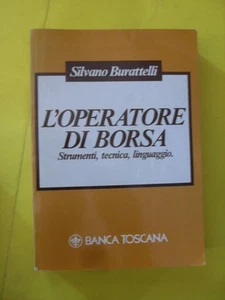 Silvano Burattelli
L'OPERATORE
DI BORSA
Strumenti, tecnica, linguaggio.
BANCA TOSCANA